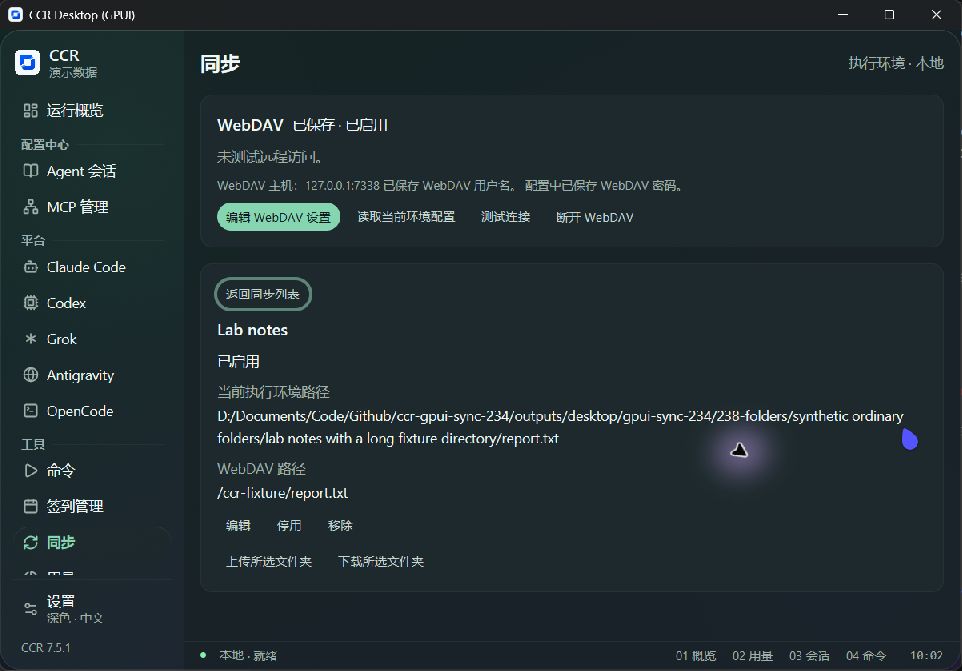 CCR Desktop (GPUI)
CCR
演示数据
运行概览
配置中心
Agent 会话
MCP 管理
平台
Claude Code
Codex
Grok
Antigravity
OpenCode
工具
命令
签到管理
同步
设置
深色 · 中文
CCR 7.5.1
同步
执行环境 · 本地
WebDAV 已保存 · 已启用
未测试远程访问。
WebDAV 主机：127.0.0.1:7338 已保存 WebDAV 用户名。 配置中已保存 WebDAV 密码。
编辑 WebDAV 设置 读取当前环境配置 测试连接 断开 WebDAV
返回同步列表
Lab notes
已启用
当前执行环境路径
D:/Documents/Code/Github/ccr-gpui-sync-234/outputs/desktop/gpui-sync-234/238-folders/synthetic ordinary
folders/lab notes with a long fixture directory/report.txt
WebDAV 路径
/ccr-fixture/report.txt
编辑 停用 移除
上传所选文件夹 下载所选文件夹
本地 · 就绪
01 概览 02 用量 03 会话 04 命令 10:02